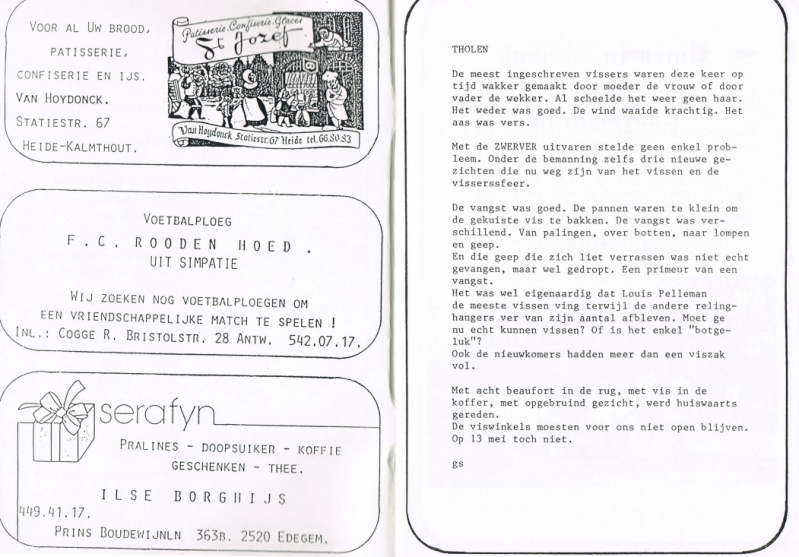 VOOR AL UW BROOD,
PATISSERIE,
CONFISERIE EN IJS.
VAN HOYDONCK.
STATIESTR. 67
HEIDE-KALMTHOUT.
Patisserie.Confiserie.Glaces
St Jozef
Van Hoydonck Statiestr.67 Heide tel.66.80.83
VOETBALPLOEG
F.C. ROODEN HOED.
UIT SIMPATIE
WIJ ZOEKEN NOG VOETBALPLOEGEN OM
EEN VRIENDSCHAPPELIJKE MATCH TE SPELEN !
INL.: COGGE R. BRISTOLSTR. 28 ANTW. 542.07.17.
serafyn
PRALINES - DOOPSUIKER - KOFFIE
GESCHENKEN - THEE.
ILSE BORGHIJS
449.41.17.
PRINS BOUDEWIJNLN 363B. 2520 EDEGEM.
THOLEN
De meest ingeschreven vissers waren deze keer op
tijd wakker gemaakt door moeder de vrouw of door
vader de wekker. Al scheelde het weer geen haar.
Het weder was goed. De wind waaide krachtig. Het
aas was vers.
Met de ZWERVER uitvaren stelde geen enkel prob-
leem. Onder de bemanning zelfs drie nieuwe ge-
zichten die nu weg zijn van het vissen en de
visserssfeer.
De vangst was goed. De pannen waren te klein om
de gekuiste vis te bakken. De vangst was ver-
schillend. Van palingen, over botten, naar lompen
en geep.
En die geep die zich liet verrassen was niet echt
gevangen, maar wel gedropt. Een primeur van een
vangst.
Het was wel eigenaardig dat Louis Pelleman
de meeste vissen ving terwijl de andere reling-
hangers ver van zijn aantal afbleven. Moet ge
nu echt kunnen vissen? Of is het enkel "botge-
luk"?
Ook de nieuwkomers hadden meer dan een viszak
vol.
Met acht beaufort in de rug, met vis in de
koffer, met opgebruind gezicht, werd huiswaarts
gereden.
De viswinkels moesten voor ons niet open blijven.
Op 13 mei toch niet.
gs